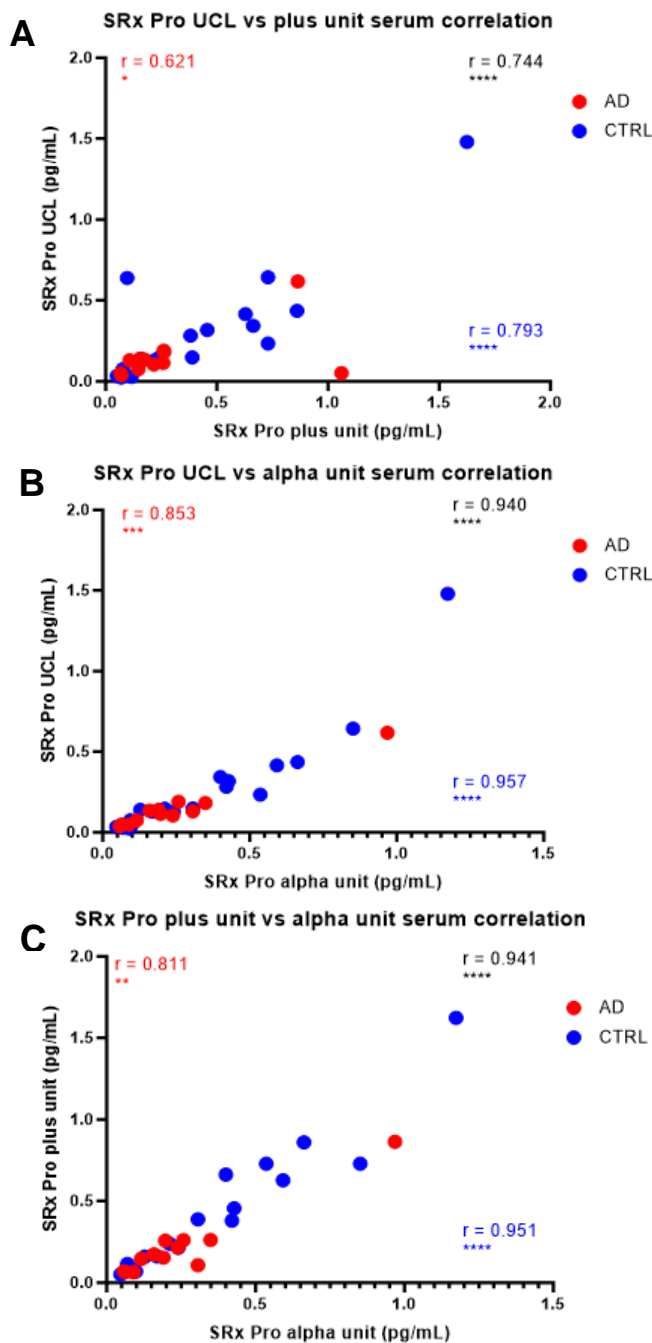 A
SRx Pro UCL vs plus unit serum correlation
r = 0.621
*
r = 0.744
****
AD
CTRL
2.0
1.5
1.0
0.5
0.0
SRx Pro UCL (pg/mL)
r = 0.793
****
0.0 0.5 1.0 1.5 2.0
SRx Pro plus unit (pg/mL)
B
SRx Pro UCL vs alpha unit serum correlation
r = 0.853
***
r = 0.940
****
AD
CTRL
2.0
1.5
1.0
0.5
0.0
SRx Pro UCL (pg/mL)
r = 0.957
****
0.0 0.5 1.0 1.5
SRx Pro alpha unit (pg/mL)
C
SRx Pro plus unit vs alpha unit serum correlation
r = 0.811
**
r = 0.941
****
AD
CTRL
2.0
1.5
1.0
0.5
0.0
SRx Pro plus unit (pg/mL)
r = 0.951
****
0.0 0.5 1.0 1.5
SRx Pro alpha unit (pg/mL)